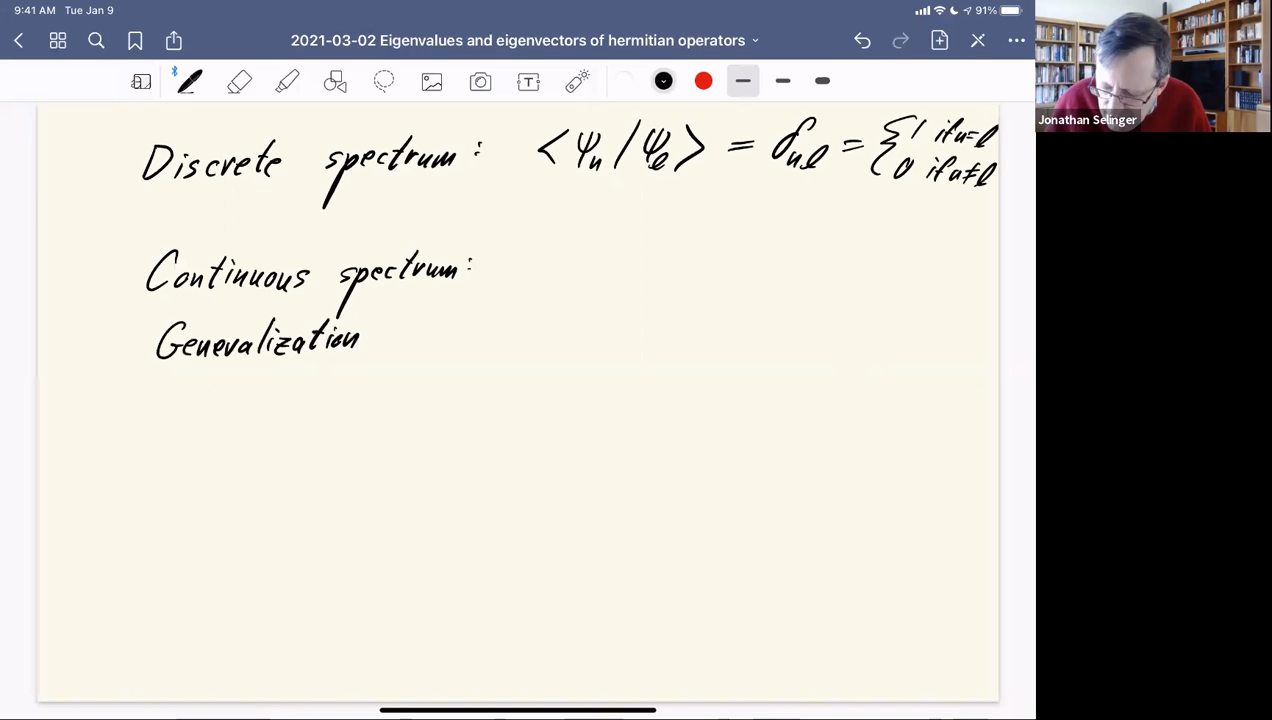 9:41 AM Tue Jan 9
91%
2021-03-02 Eigenvalues and eigenvectors of hermitian operators
T
Jonathan Selinger
Discrete spectrum: <ψₙ|ψₗ> = δₙₗ = { 1 if n=l
0 if n≠l
Continuous spectrum:
Generalization